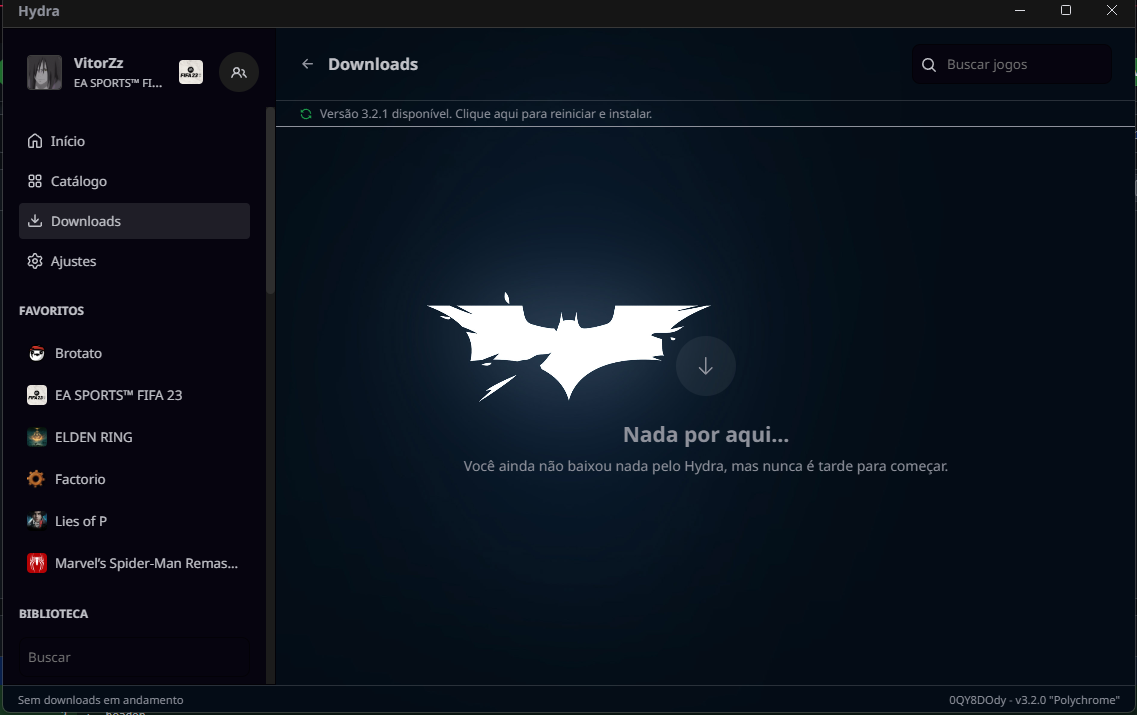 Hydra
VitorZz
EA SPORTS™ FI...
FIFA 23
Início
Catálogo
Downloads
Ajustes
FAVORITOS
Brotato
EA SPORTS™ FIFA 23
ELDEN RING
Factorio
Lies of P
Marvel's Spider-Man Remas...
BIBLIOTECA
Buscar
Downloads
Buscar jogos
Versão 3.2.1 disponível. Clique aqui para reiniciar e instalar.
Nada por aqui...
Você ainda não baixou nada pelo Hydra, mas nunca é tarde para começar.
Sem downloads em andamento
0QY8DOdy - v3.2.0 "Polychrome"